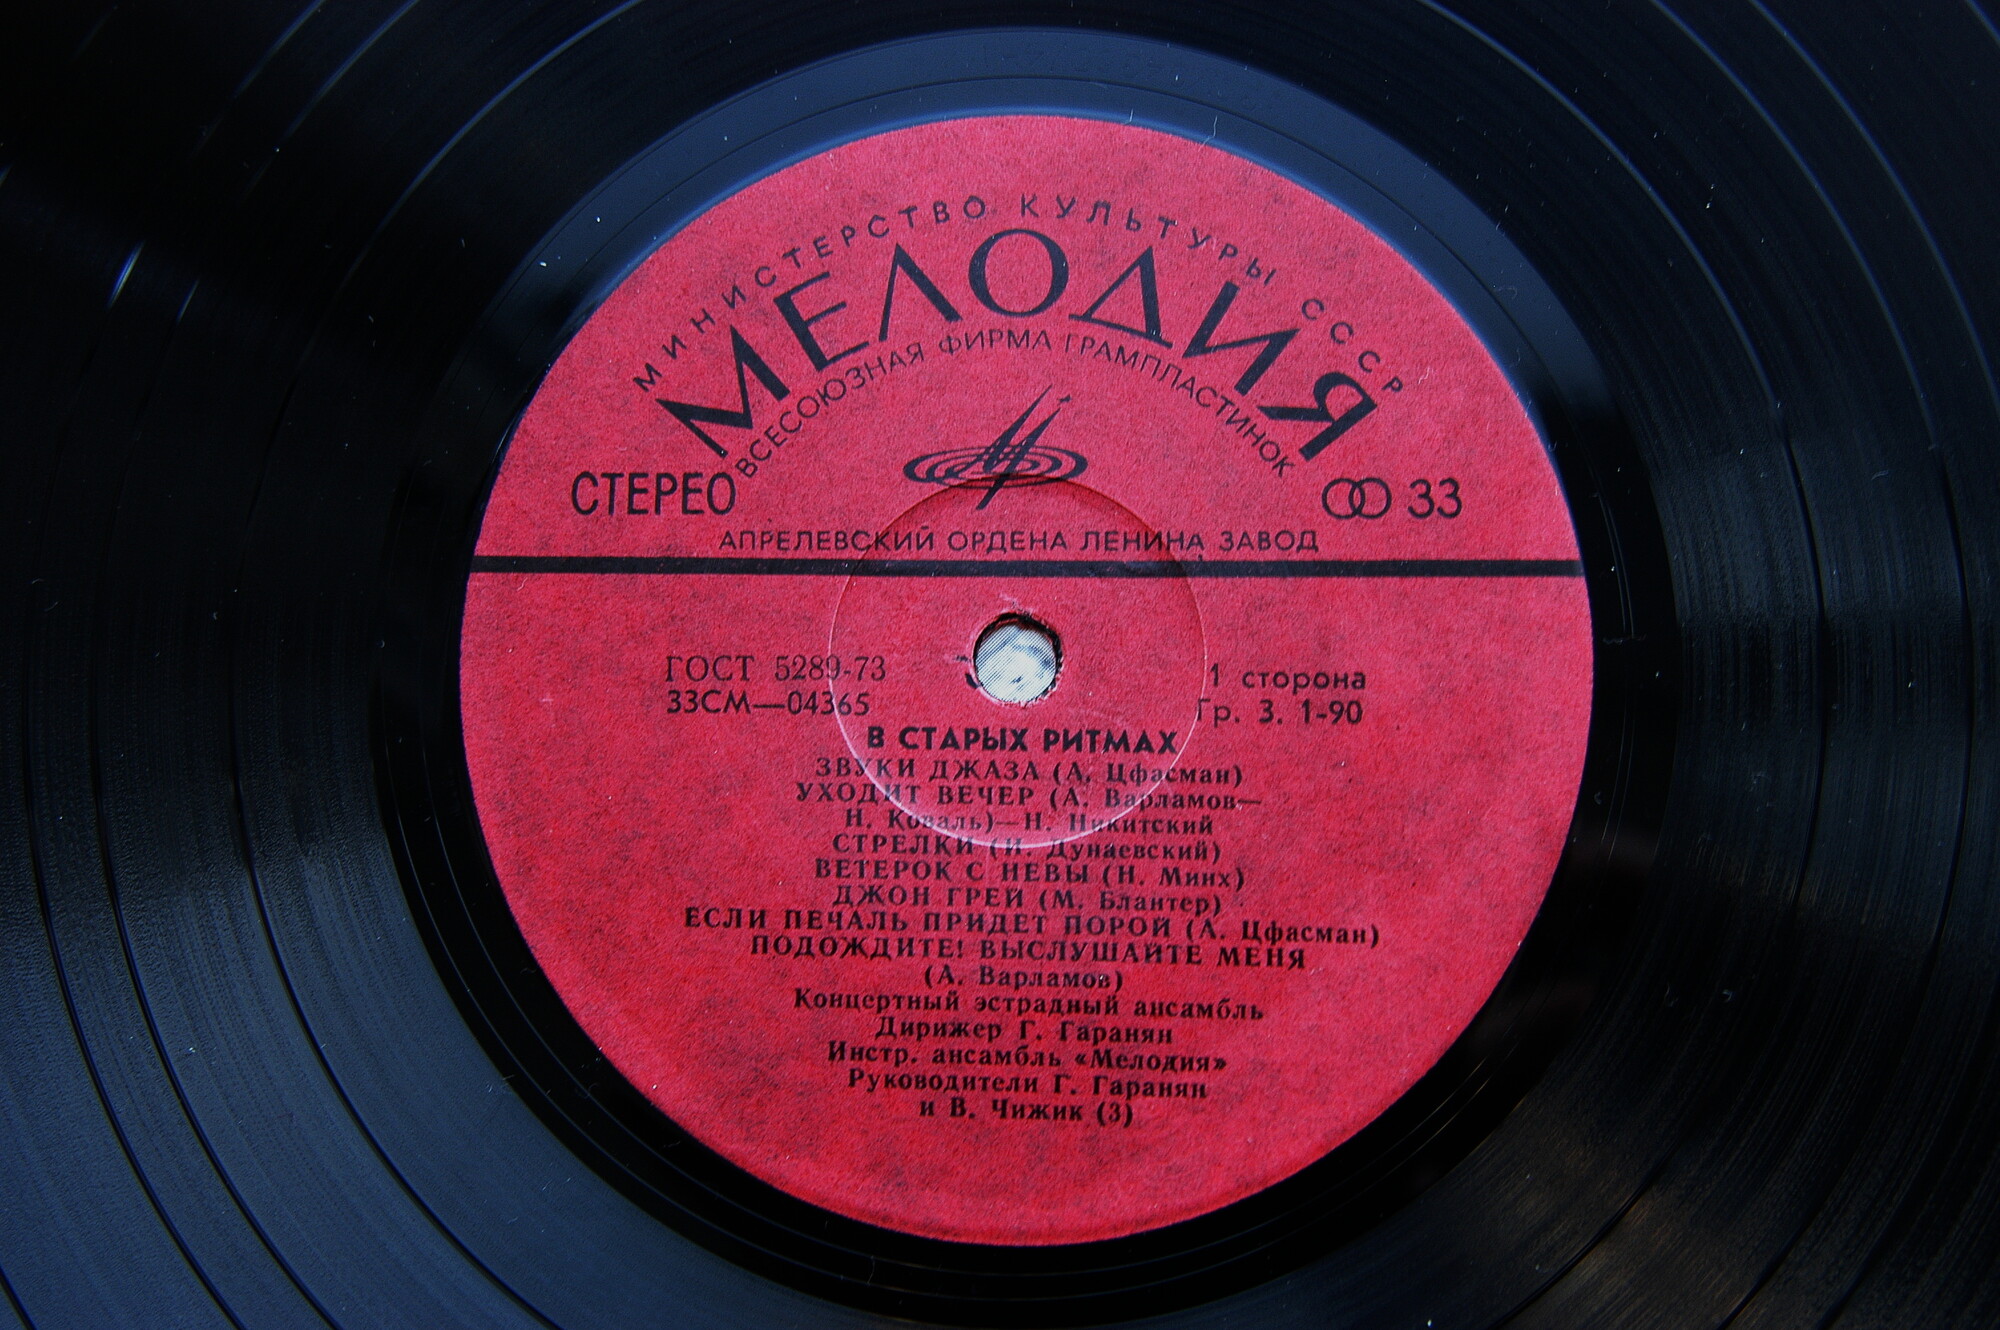 МИНИСТЕРСТВО КУЛЬТУРЫ СССР
МЕЛОДИЯ
ВСЕСОЮЗНАЯ ФИРМА ГРАМПЛАСТИНОК
СТЕРЕО
33
АПРЕЛЕВСКИЙ ОРДЕНА ЛЕНИНА ЗАВОД
ГОСТ 5289-73
33СМ—04365
1 сторона
Гр. 3. 1-90
В СТАРЫХ РИТМАХ
ЗВУКИ ДЖАЗА (А. Цфасман)
УХОДИТ ВЕЧЕР (А. Варламов—
Н. Коваль)—Н. Никитский
СТРЕЛКИ (И. Дунаевский)
ВЕТЕРОК С НЕВЫ (Н. Минх)
ДЖОН ГРЕЙ (М. Блантер)
ЕСЛИ ПЕЧАЛЬ ПРИДЕТ ПОРОЙ (А. Цфасман)
ПОДОЖДИТЕ! ВЫСЛУШАЙТЕ МЕНЯ
(А. Варламов)
Концертный эстрадный ансамбль
Дирижер Г. Гаранян
Инстр. ансамбль «Мелодия»
Руководители Г. Гаранян
и В. Чижик (3)